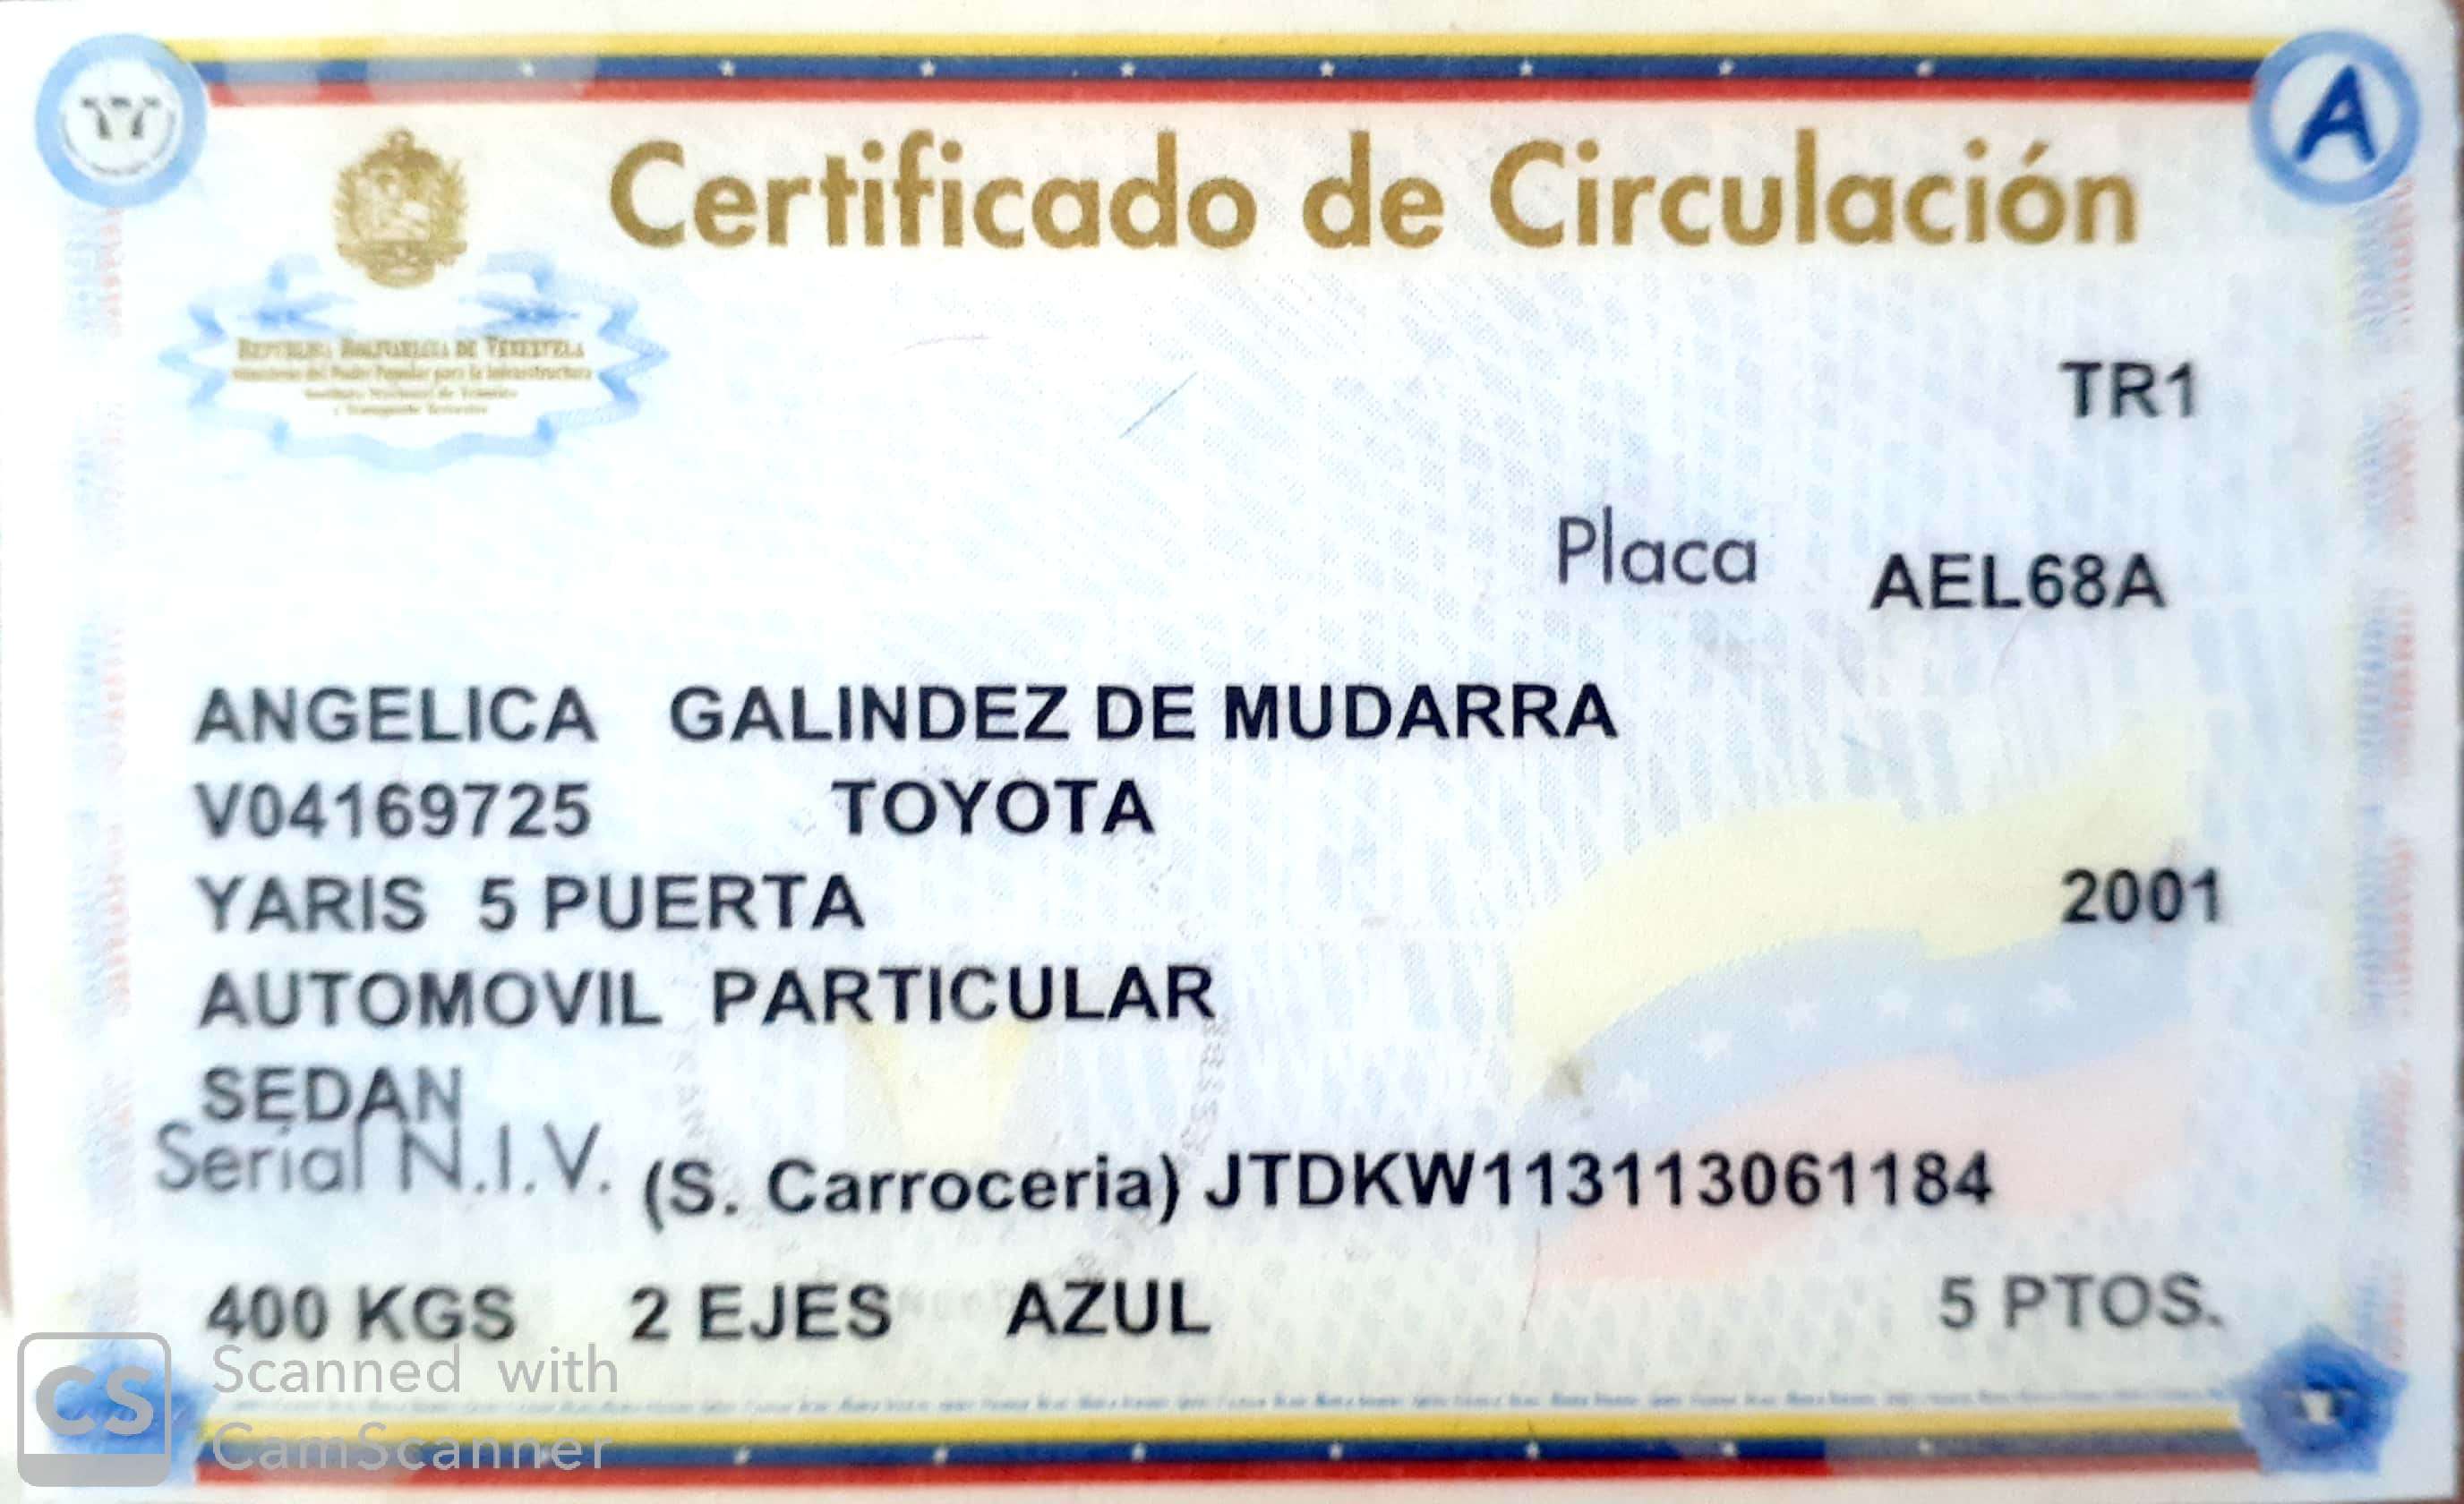 Certificado de Circulación
A
REPUBLICA BOLIVARIANA DE VENEZUELA
Ministerio del Poder Popular para la Infraestructura
Instituto Nacional de Tránsito
y Transporte Terrestre
TR1
Placa AEL68A
ANGELICA GALINDEZ DE MUDARRA
V04169725 TOYOTA
YARIS 5 PUERTA 2001
AUTOMOVIL PARTICULAR
SEDAN
Serial N.I.V. (S. Carroceria) JTDKW113113061184
400 KGS 2 EJES AZUL 5 PTOS.
CS Scanned with
CamScanner